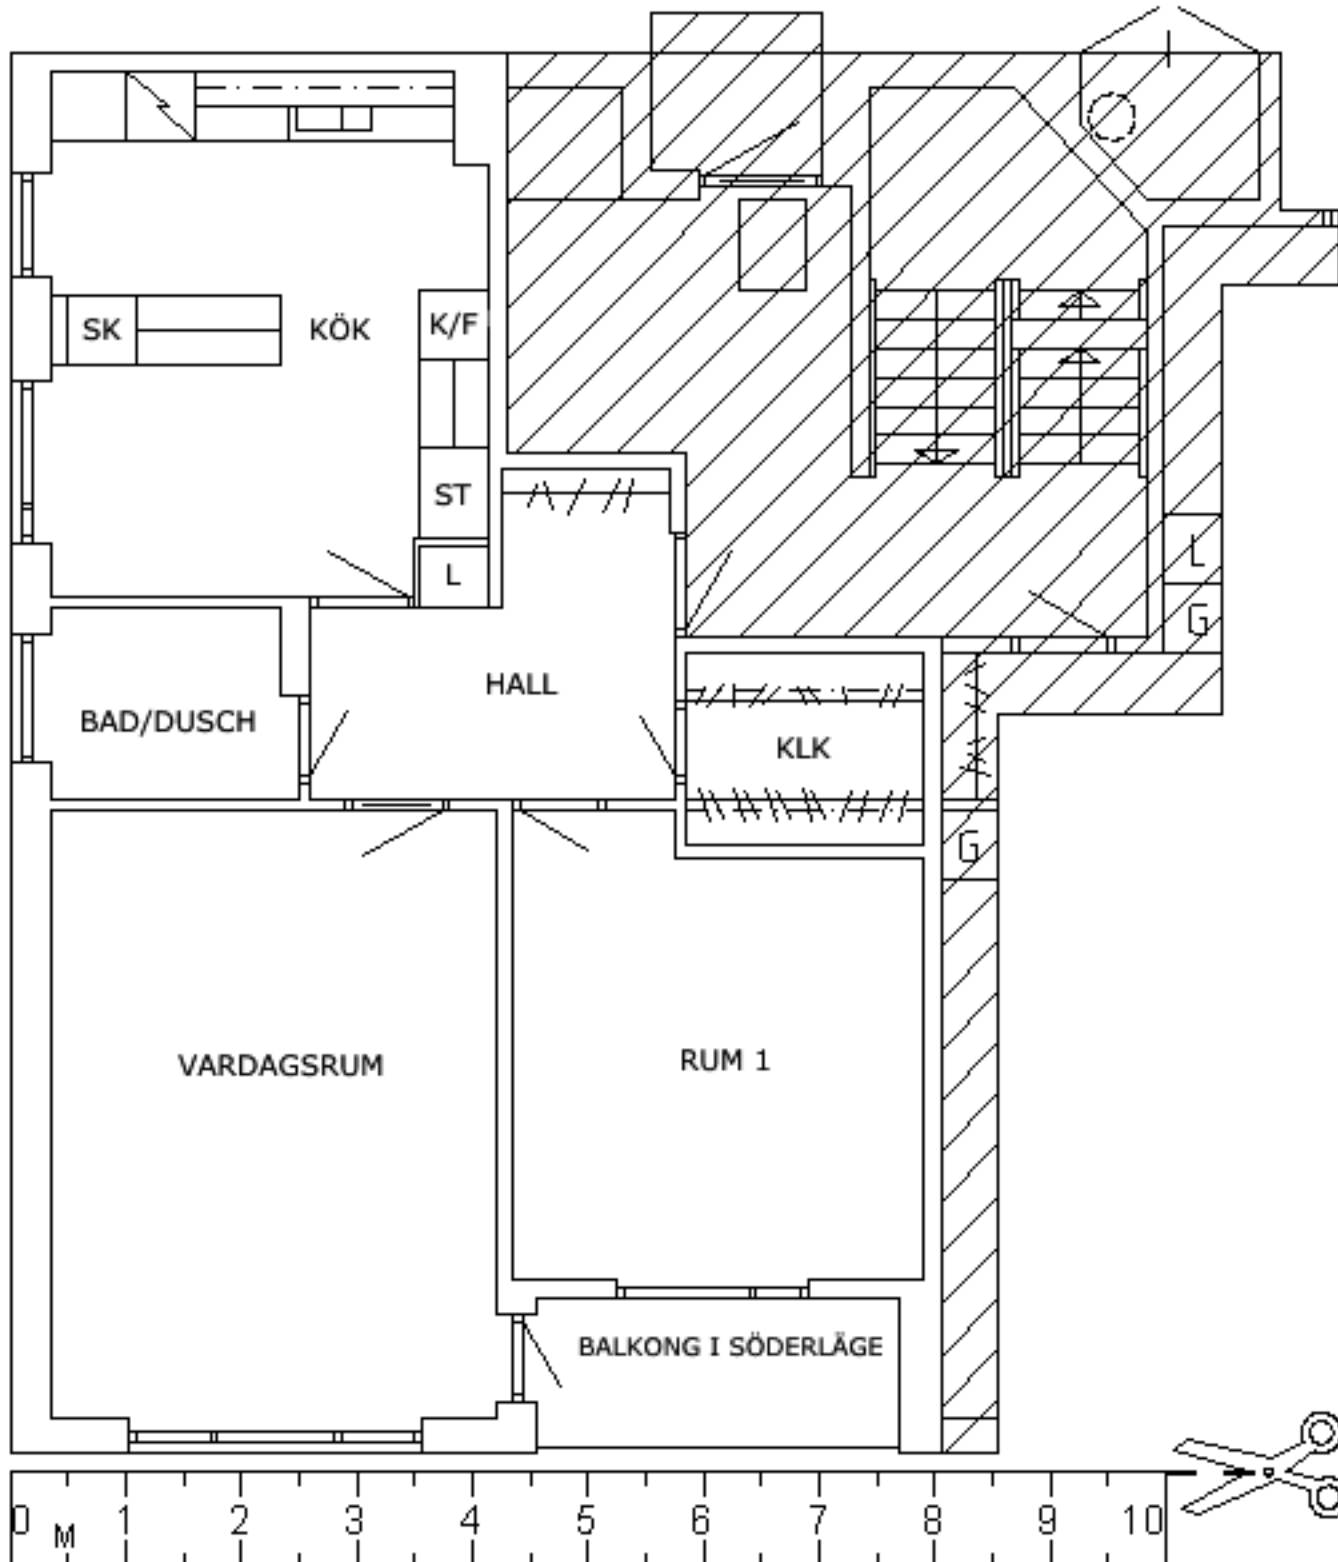 SK
KÖK
K/F
ST
L
L
G
HALL
BAD/DUSCH
KLK
G
VARDAGSRUM
RUM 1
BALKONG I SÖDERLÄGE
0 M 1 2 3 4 5 6 7 8 9 10